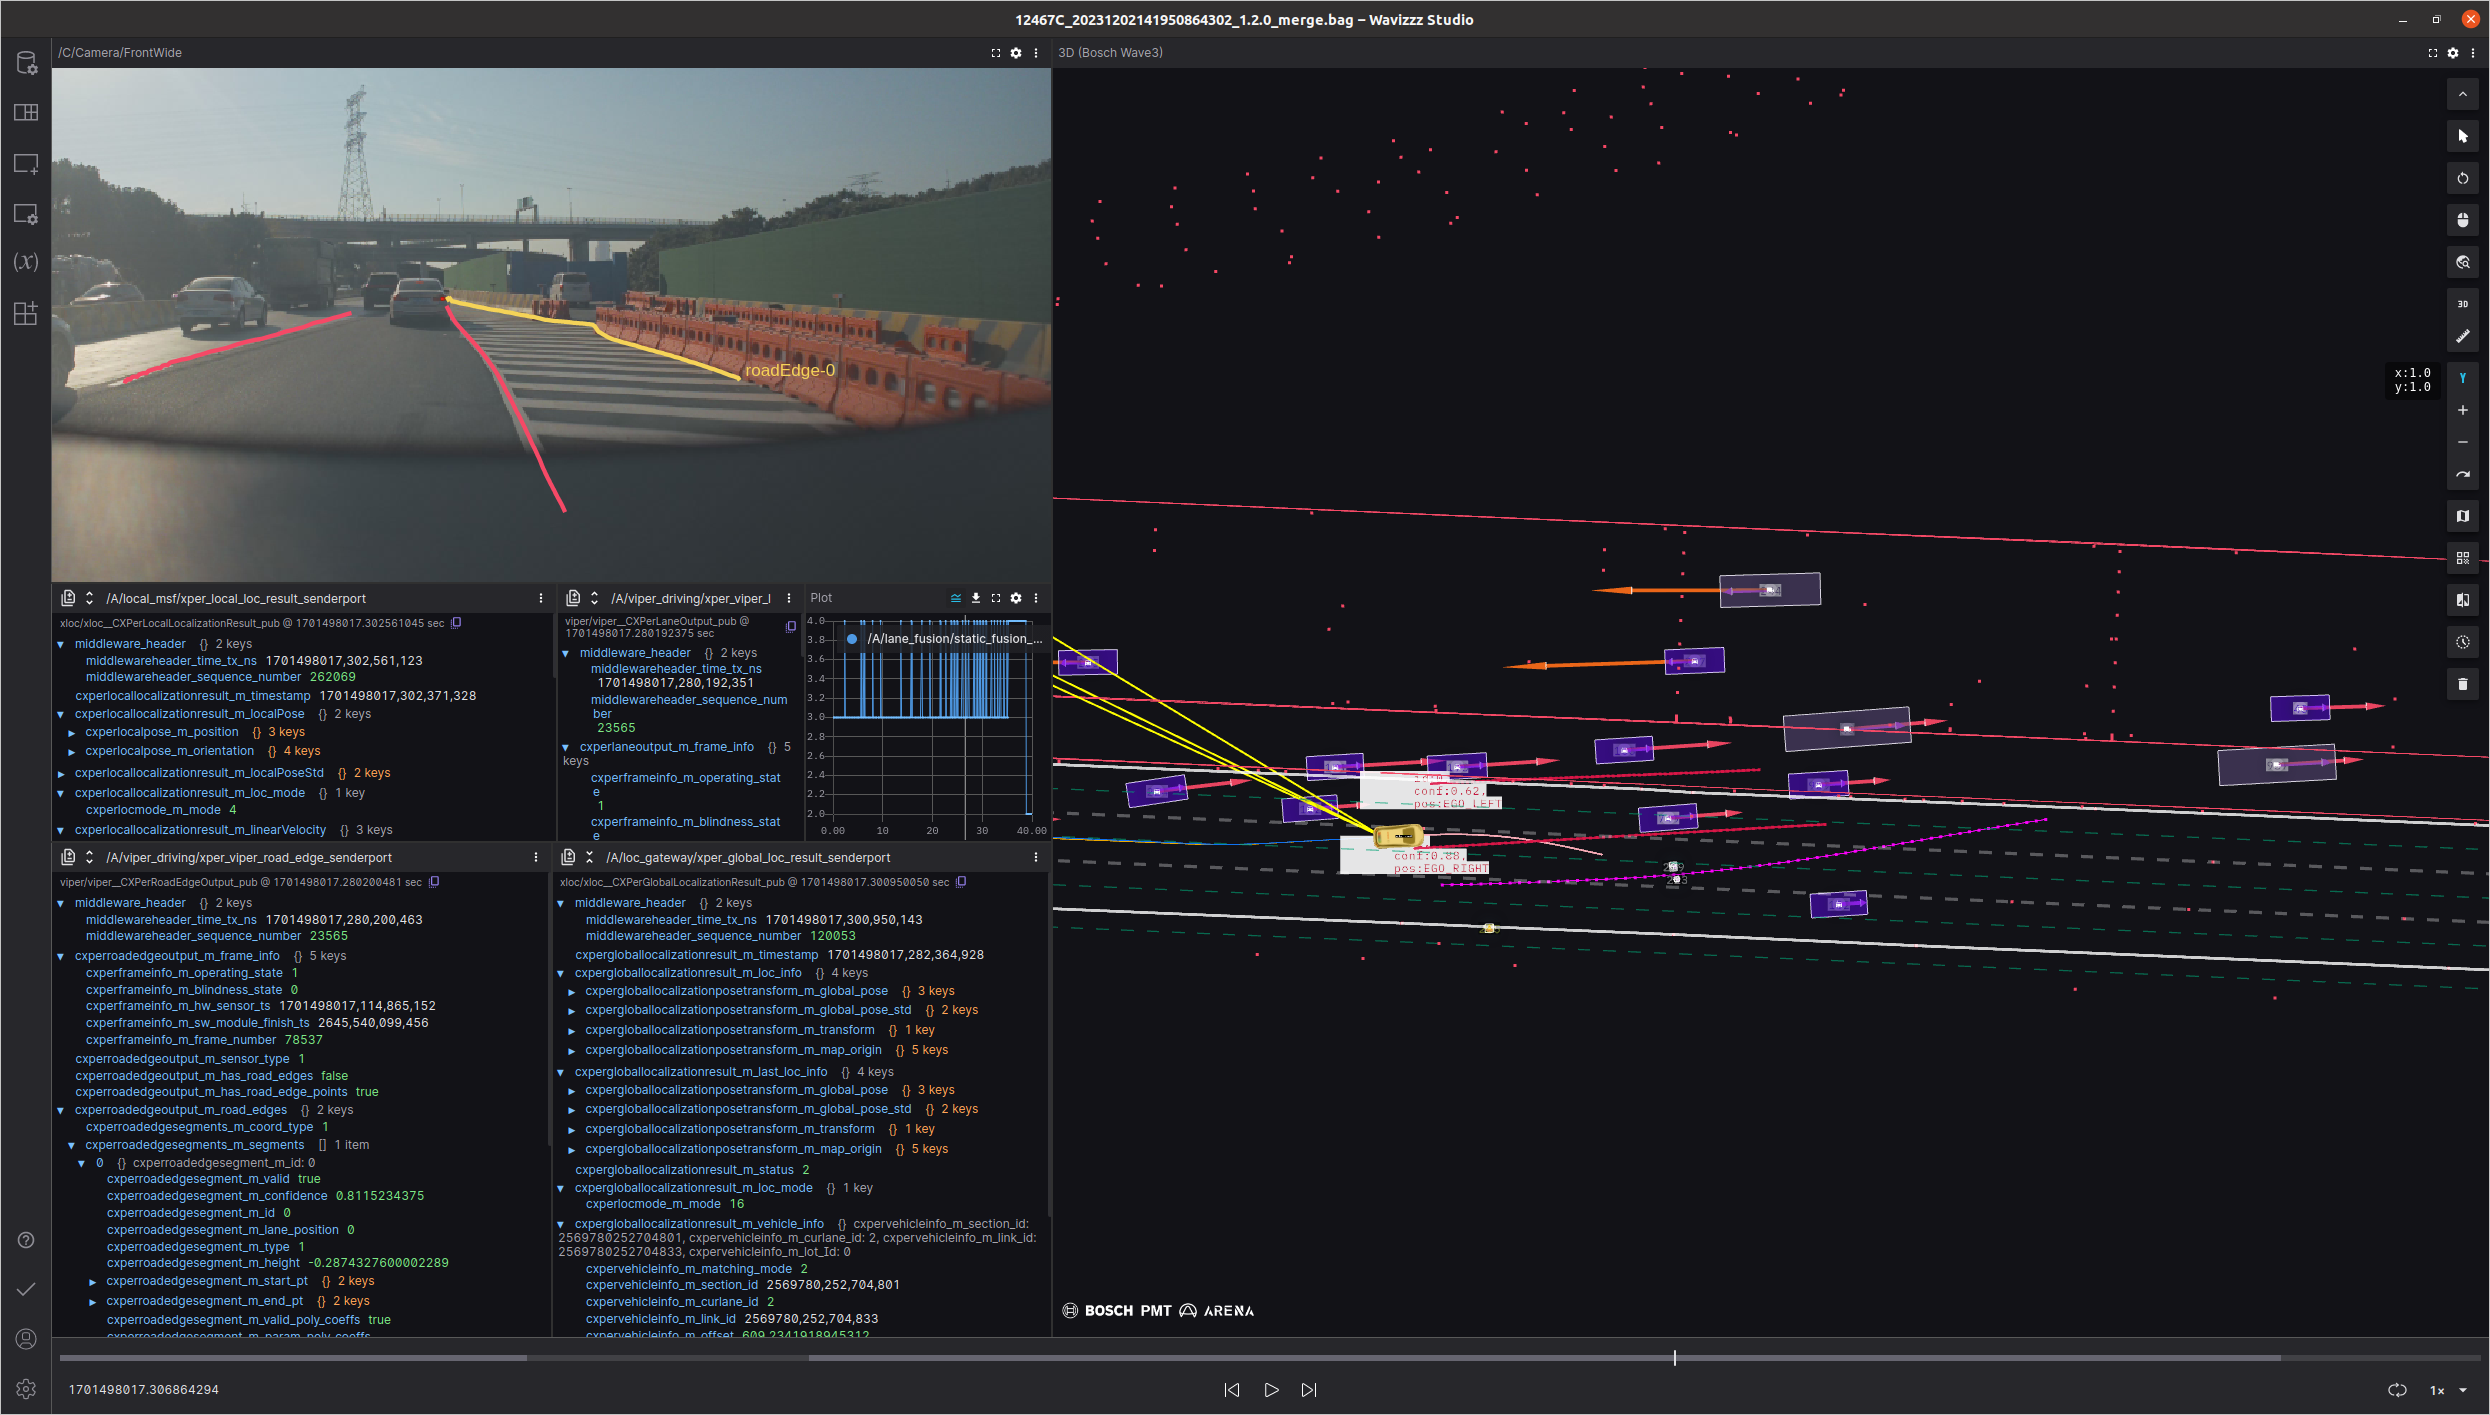 12467C_20231202141950864302_1.2.0_merge.bag – Wavizzz Studio
/C/Camera/FrontWide
roadEdge-0
/A/local_msf/xper_local_loc_result_senderport
xloc/xloc__CXPerLocalLocalizationResult_pub @ 1701498017.302561045 sec
middleware_header {} 2 keys
middlewareheader_time_tx_ns 1701498017,302,561,123
middlewareheader_sequence_number 262069
cxperlocallocalizationresult_m_timestamp 1701498017,302,371,328
cxperlocallocalizationresult_m_localPose {} 2 keys
cxperlocalpose_m_position {} 3 keys
cxperlocalpose_m_orientation {} 4 keys
cxperlocallocalizationresult_m_localPoseStd {} 2 keys
cxperlocallocalizationresult_m_loc_mode {} 1 key
cxperlocmode_m_mode 4
cxperlocallocalizationresult_m_linearVelocity {} 3 keys
/A/viper_driving/xper_viper_l
viper/viper__CXPerLaneOutput_pub @
1701498017.280192375 sec
middleware_header {} 2 keys
middlewareheader_time_tx_ns
1701498017,280,192,351
middlewareheader_sequence_num
ber
23565
cxperlaneoutput_m_frame_info {} 5
keys
cxperframeinfo_m_operating_stat
e
1
cxperframeinfo_m_blindness_stat
e
Plot
/A/lane_fusion/static_fusion_...
4.0
3.8
3.6
3.4
3.2
3.0
2.8
2.6
2.4
2.2
2.0
0.00 10 20 30 40.00
/A/viper_driving/xper_viper_road_edge_senderport
viper/viper__CXPerRoadEdgeOutput_pub @ 1701498017.280200481 sec
middleware_header {} 2 keys
middlewareheader_time_tx_ns 1701498017,280,200,463
middlewareheader_sequence_number 23565
cxperroadedgeoutput_m_frame_info {} 5 keys
cxperframeinfo_m_operating_state 1
cxperframeinfo_m_blindness_state 0
cxperframeinfo_m_hw_sensor_ts 1701498017,114,865,152
cxperframeinfo_m_sw_module_finish_ts 2645,540,099,456
cxperframeinfo_m_frame_number 78537
cxperroadedgeoutput_m_sensor_type 1
cxperroadedgeoutput_m_has_road_edges false
cxperroadedgeoutput_m_has_road_edge_points true
cxperroadedgeoutput_m_road_edges {} 2 keys
cxperroadedgesegments_m_coord_type 1
cxperroadedgesegments_m_segments [] 1 item
0 {} cxperroadedgesegment_m_id: 0
cxperroadedgesegment_m_valid true
cxperroadedgesegment_m_confidence 0.8115234375
cxperroadedgesegment_m_id 0
cxperroadedgesegment_m_lane_position 0
cxperroadedgesegment_m_type 1
cxperroadedgesegment_m_height -0.2874327600002289
cxperroadedgesegment_m_start_pt {} 2 keys
cxperroadedgesegment_m_end_pt {} 2 keys
cxperroadedgesegment_m_valid_poly_coeffs true
/A/loc_gateway/xper_global_loc_result_senderport
xloc/xloc__CXPerGlobalLocalizationResult_pub @ 1701498017.300950050 sec
middleware_header {} 2 keys
middlewareheader_time_tx_ns 1701498017,300,950,143
middlewareheader_sequence_number 120053
cxpergloballocalizationresult_m_timestamp 1701498017,282,364,928
cxpergloballocalizationresult_m_loc_info {} 4 keys
cxpergloballocalizationposetransform_m_global_pose {} 3 keys
cxpergloballocalizationposetransform_m_global_pose_std {} 2 keys
cxpergloballocalizationposetransform_m_transform {} 1 key
cxpergloballocalizationposetransform_m_map_origin {} 5 keys
cxpergloballocalizationresult_m_last_loc_info {} 4 keys
cxpergloballocalizationposetransform_m_global_pose {} 3 keys
cxpergloballocalizationposetransform_m_global_pose_std {} 2 keys
cxpergloballocalizationposetransform_m_transform {} 1 key
cxpergloballocalizationposetransform_m_map_origin {} 5 keys
cxpergloballocalizationresult_m_status 2
cxpergloballocalizationresult_m_loc_mode {} 1 key
cxperlocmode_m_mode 16
cxpergloballocalizationresult_m_vehicle_info {} cxpervehicleinfo_m_section_id:
2569780252704801, cxpervehicleinfo_m_curlane_id: 2, cxpervehicleinfo_m_link_id:
2569780252704833, cxpervehicleinfo_m_lot_Id: 0
cxpervehicleinfo_m_matching_mode 2
cxpervehicleinfo_m_section_id 2569780,252,704,801
cxpervehicleinfo_m_curlane_id 2
cxpervehicleinfo_m_link_id 2569780,252,704,833
cxpervehicleinfo_m_offset 609.2341918945312
3D (Bosch Wave3)
3D
x:1.0
y:1.0
Y
conf:0.62,
pos:EGO_LEFT
conf:0.88,
pos:EGO_RIGHT
BOSCH PMT ARENA
1701498017.306864294
1×